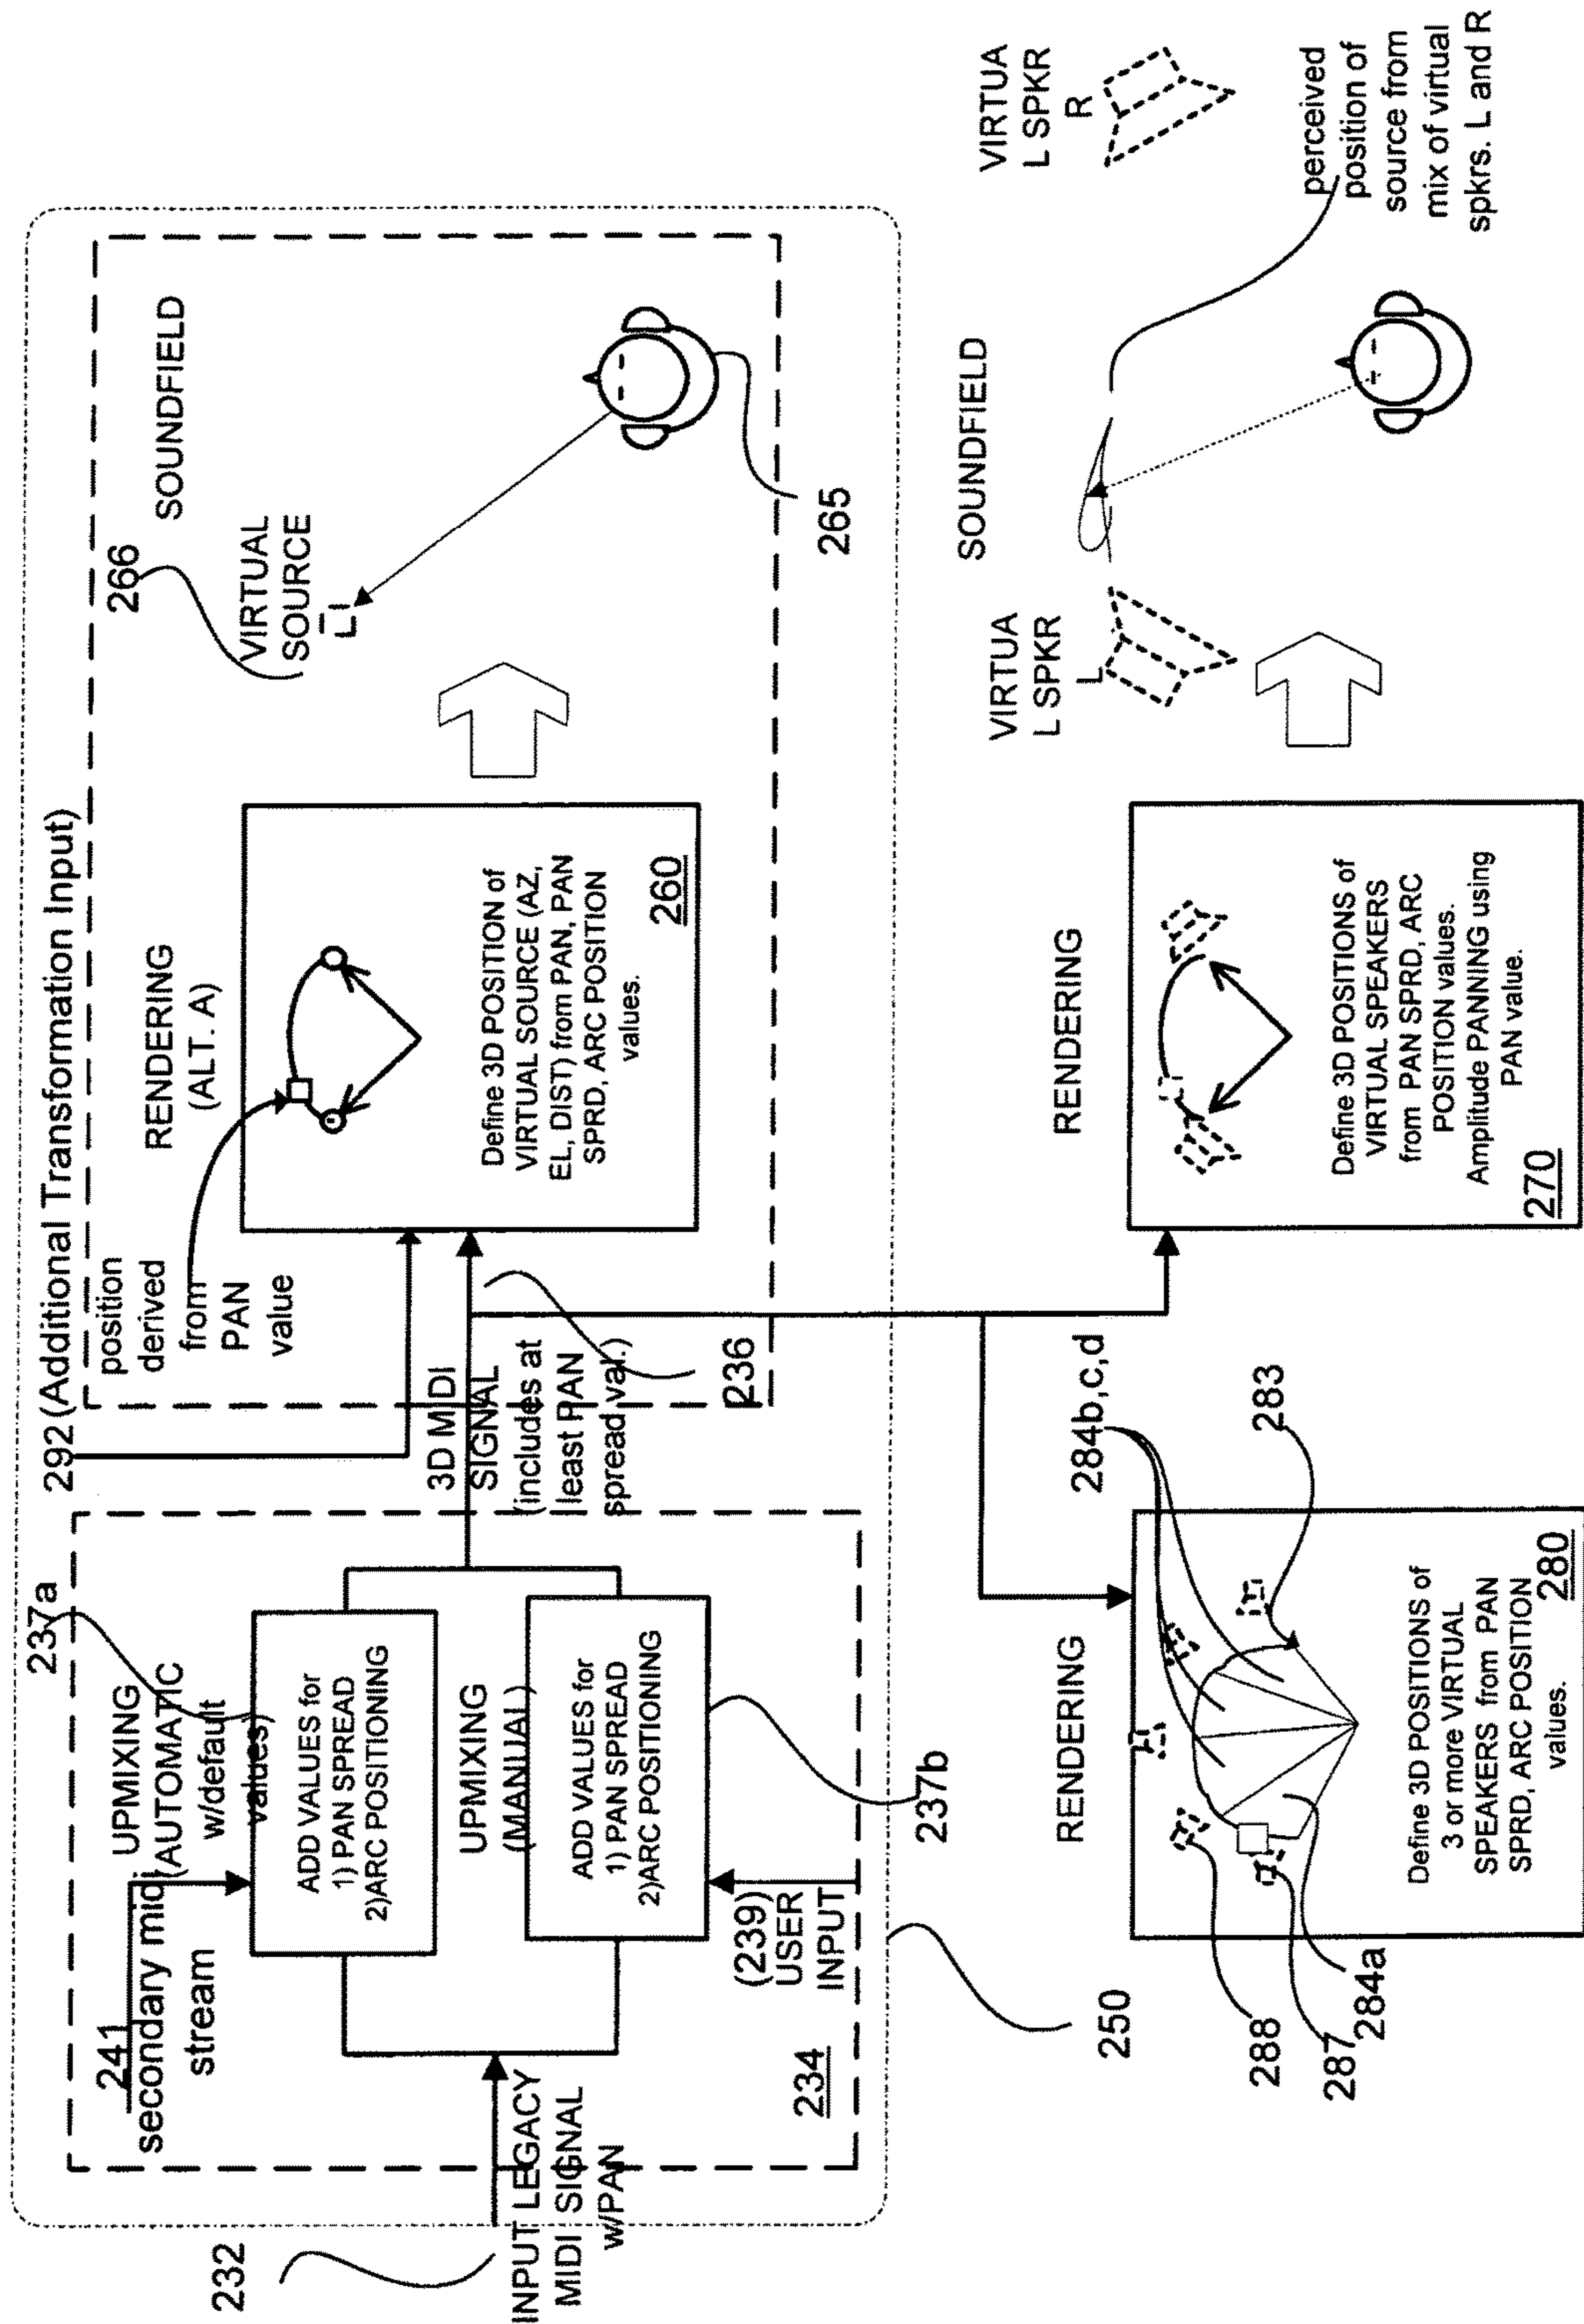 292 (Additional Transformation Input)
237a
UPMIXING
(AUTOMATIC
w/default
values)
241
secondary midi
stream
ADD VALUES for
1) PAN SPREAD
2)ARC POSITIONING
UPMIXING
(MANUAL)
ADD VALUES for
1) PAN SPREAD
2)ARC POSITIONING
237b
(239)
USER
INPUT
234
232
INPUT LEGACY
MIDI SIGNAL
w/PAN
250
3D MIDI
SIGNAL
(includes at
least PAN
spread val.)
236
position
derived
from
PAN
value
RENDERING
(ALT. A)
Define 3D POSITION of
VIRTUAL SOURCE (AZ,
EL, DIST) from PAN, PAN
SPRD, ARC POSITION
values.
260
SOUNDFIELD
266
VIRTUAL
SOURCE
265
RENDERING
284b,c,d
283
288
287
284a
Define 3D POSITIONS of
3 or more VIRTUAL
SPEAKERS from PAN
SPRD, ARC POSITION
values.
280
RENDERING
Define 3D POSITIONS of
VIRTUAL SPEAKERS
from PAN SPRD, ARC
POSITION values.
Amplitude PANNING using
PAN value.
270
SOUNDFIELD
VIRTUA
L SPKR
L
VIRTUA
L SPKR
R
perceived
position of
source from
mix of virtual
spkrs. L and R